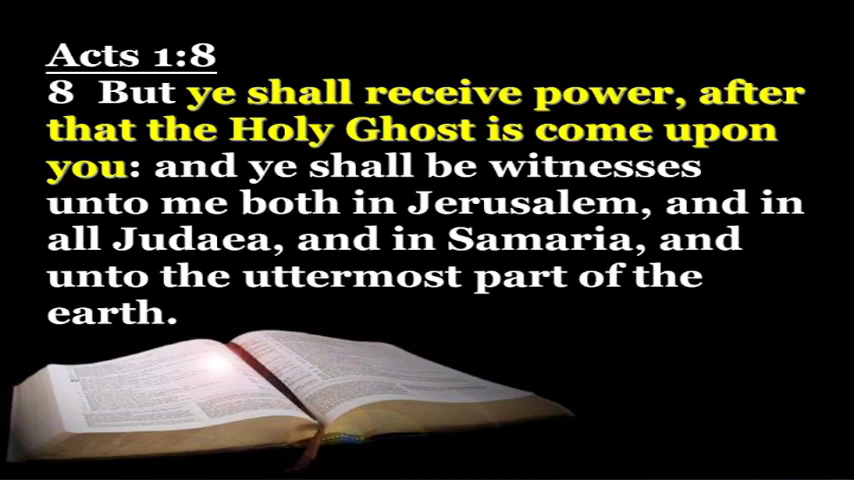 Acts 1:8
8 But ye shall receive power, after
that the Holy Ghost is come upon
you: and ye shall be witnesses
unto me both in Jerusalem, and in
all Judaea, and in Samaria, and
unto the uttermost part of the
earth.